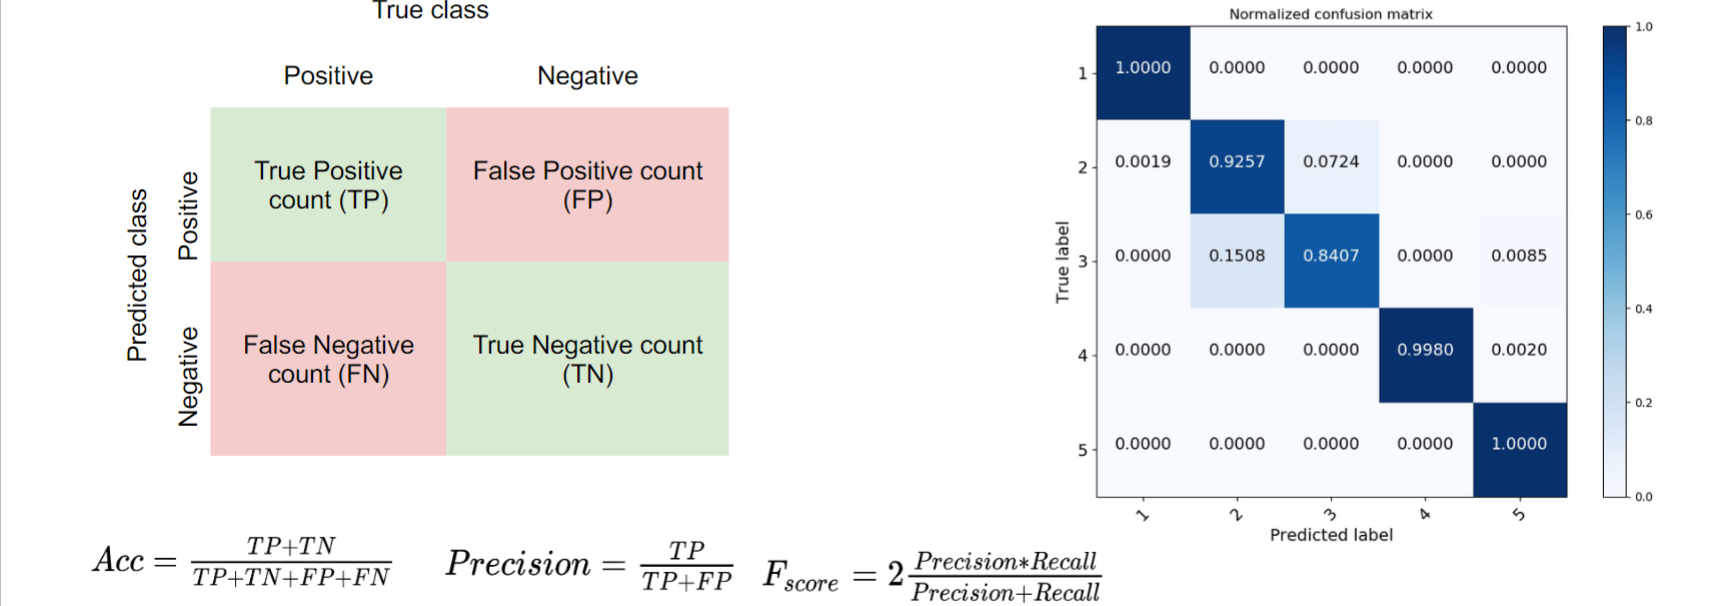 True class
Positive Negative
Predicted class
Positive
True Positive
count (TP)
False Positive count
(FP)
Negative
False Negative
count (FN)
True Negative count
(TN)
Acc = TP+TN / TP+TN+FP+FN
Precision = TP / TP+FP
F_score = 2 Precision*Recall / Precision+Recall
Normalized confusion matrix
True label
1 1.0000 0.0000 0.0000 0.0000 0.0000
2 0.0019 0.9257 0.0724 0.0000 0.0000
3 0.0000 0.1508 0.8407 0.0000 0.0085
4 0.0000 0.0000 0.0000 0.9980 0.0020
5 0.0000 0.0000 0.0000 0.0000 1.0000
1 2 3 4 5
Predicted label
1.0
0.8
0.6
0.4
0.2
0.0